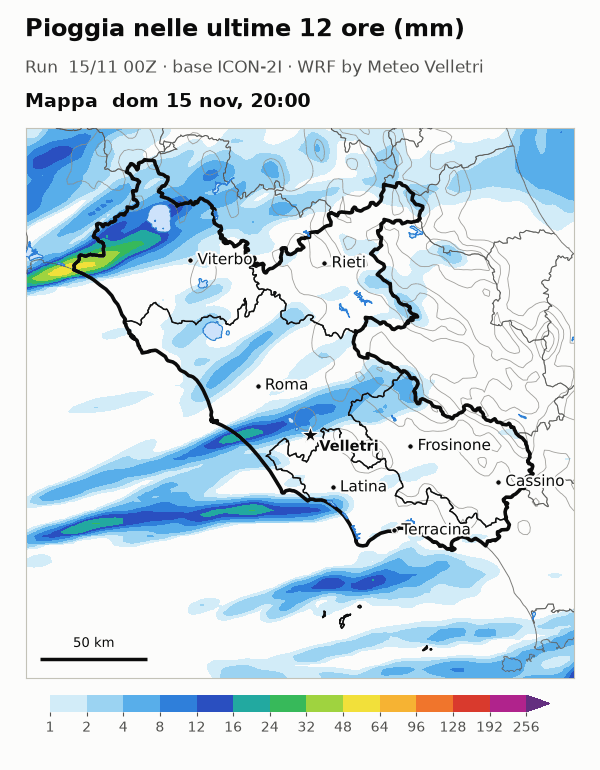 Pioggia nelle ultime 12 ore (mm)
Run 15/11 00Z · base ICON-2I · WRF by Meteo Velletri
Mappa dom 15 nov, 20:00
Viterbo
Rieti
Roma
Velletri
Frosinone
Cassino
Latina
Terracina
50 km
1 2 4 8 12 16 24 32 48 64 96 128 192 256